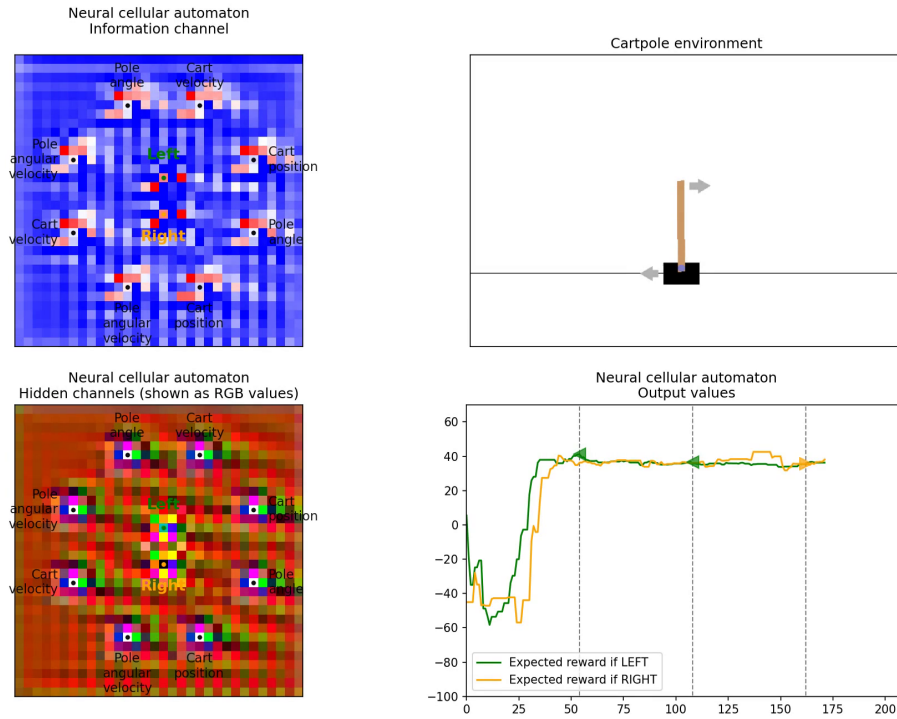 Neural cellular automaton
Information channel
Pole
angle
Cart
velocity
Pole
angular
velocity
Left
Cart
position
Cart
velocity
Right
Pole
angle
Pole
angular
velocity
Cart
position
Cartpole environment
Neural cellular automaton
Hidden channels (shown as RGB values)
Pole
angle
Cart
velocity
Pole
angular
velocity
Left
Cart
position
Cart
velocity
Right
Pole
angle
Pole
angular
velocity
Cart
position
Neural cellular automaton
Output values
60
40
20
0
−20
−40
−60
−80
−100
Expected reward if LEFT
Expected reward if RIGHT
0 25 50 75 100 125 150 175 200